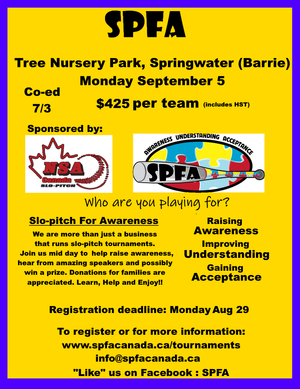 SPFA
Tree Nursery Park, Springwater (Barrie)
Monday September 5
Co-ed
7/3
$425 per team (includes HST)
Sponsored by:
NSA
Canada
SLO-PITCH
AWARENESS UNDERSTANDING ACCEPTANCE
SPFA
Who are you playing for?
Slo-pitch For Awareness
We are more than just a business
that runs slo-pitch tournaments.
Join us mid day to help raise awareness,
hear from amazing speakers and possibly
win a prize. Donations for families are
appreciated. Learn, Help and Enjoy!!
Raising
Awareness
Improving
Understanding
Gaining
Acceptance
Registration deadline: Monday Aug 29
To register or for more information:
www.spfacanada.ca/tournaments
info@spfacanada.ca
"Like" us on Facebook : SPFA